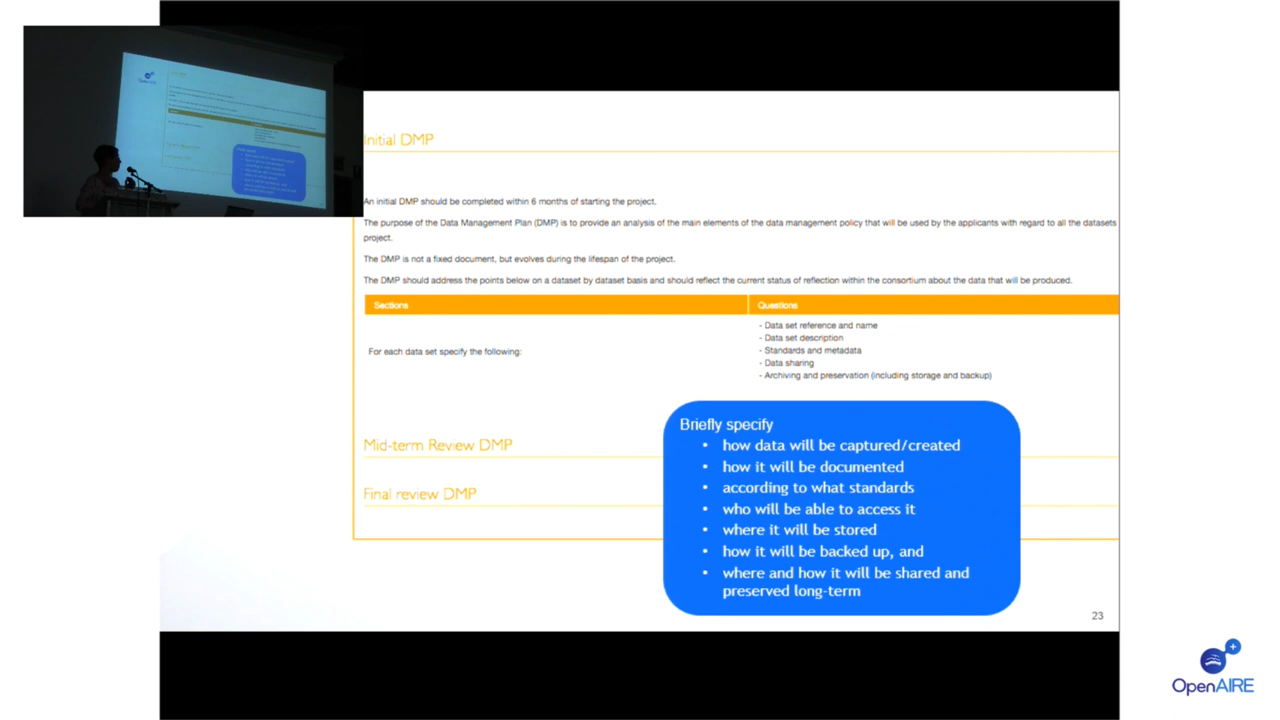 Initial DMP
An initial DMP should be completed within 6 months of starting the project.
The purpose of the Data Management Plan (DMP) is to provide an analysis of the main elements of the data management policy that will be used by the applicants with regard to all the datasets
project.
The DMP is not a fixed document, but evolves during the lifespan of the project.
The DMP should address the points below on a dataset by dataset basis and should reflect the current status of reflection within the consortium about the data that will be produced.
Sections
Questions
For each data set specify the following:
- Data set reference and name
- Data set description
- Standards and metadata
- Data sharing
- Archiving and preservation (including storage and backup)
Mid-term Review DMP
Final review DMP
Briefly specify
• how data will be captured/created
• how it will be documented
• according to what standards
• who will be able to access it
• where it will be stored
• how it will be backed up, and
• where and how it will be shared and
preserved long-term
23
OpenAIRE